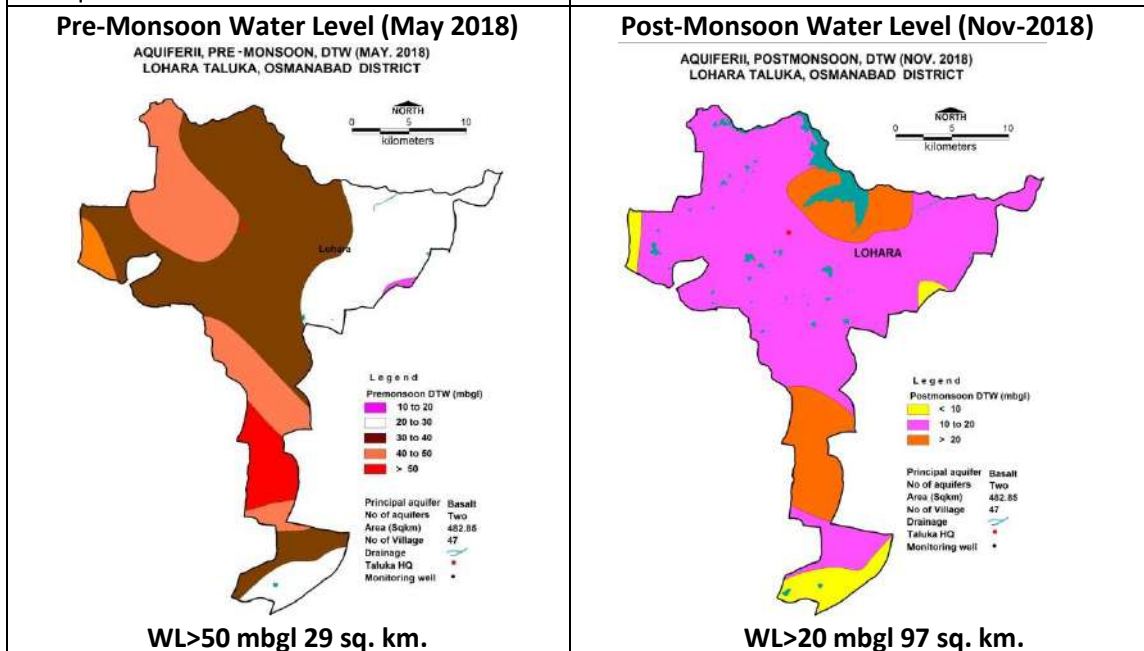 Pre-Monsoon Water Level (May 2018)
AQUIFERII, PRE-MONSOON, DTW (MAY. 2018)
LOHARA TALUKA, OSMANABAD DISTRICT
NORTH
0 5 10
kilometers
Lohara
Legend
Premonsoon DTW (mbgl)
10 to 20
20 to 30
30 to 40
40 to 50
> 50
Principal aquifer Basalt
No of aquifers Two
Area (Sqkm) 482.85
No of Village 47
Drainage
Taluka HQ
Monitoring well
WL>50 mbgl 29 sq. km.
Post-Monsoon Water Level (Nov-2018)
AQUIFERII, POSTMONSOON, DTW (NOV. 2018)
LOHARA TALUKA, OSMANABAD DISTRICT
NORTH
0 5 10
kilometers
LOHARA
Legend
Postmonsoon DTW (mbgl)
< 10
10 to 20
> 20
Principal aquifer Basalt
No of aquifers Two
Area (Sqkm) 482.85
No of Village 47
Drainage
Taluka HQ
Monitoring well
WL>20 mbgl 97 sq. km.